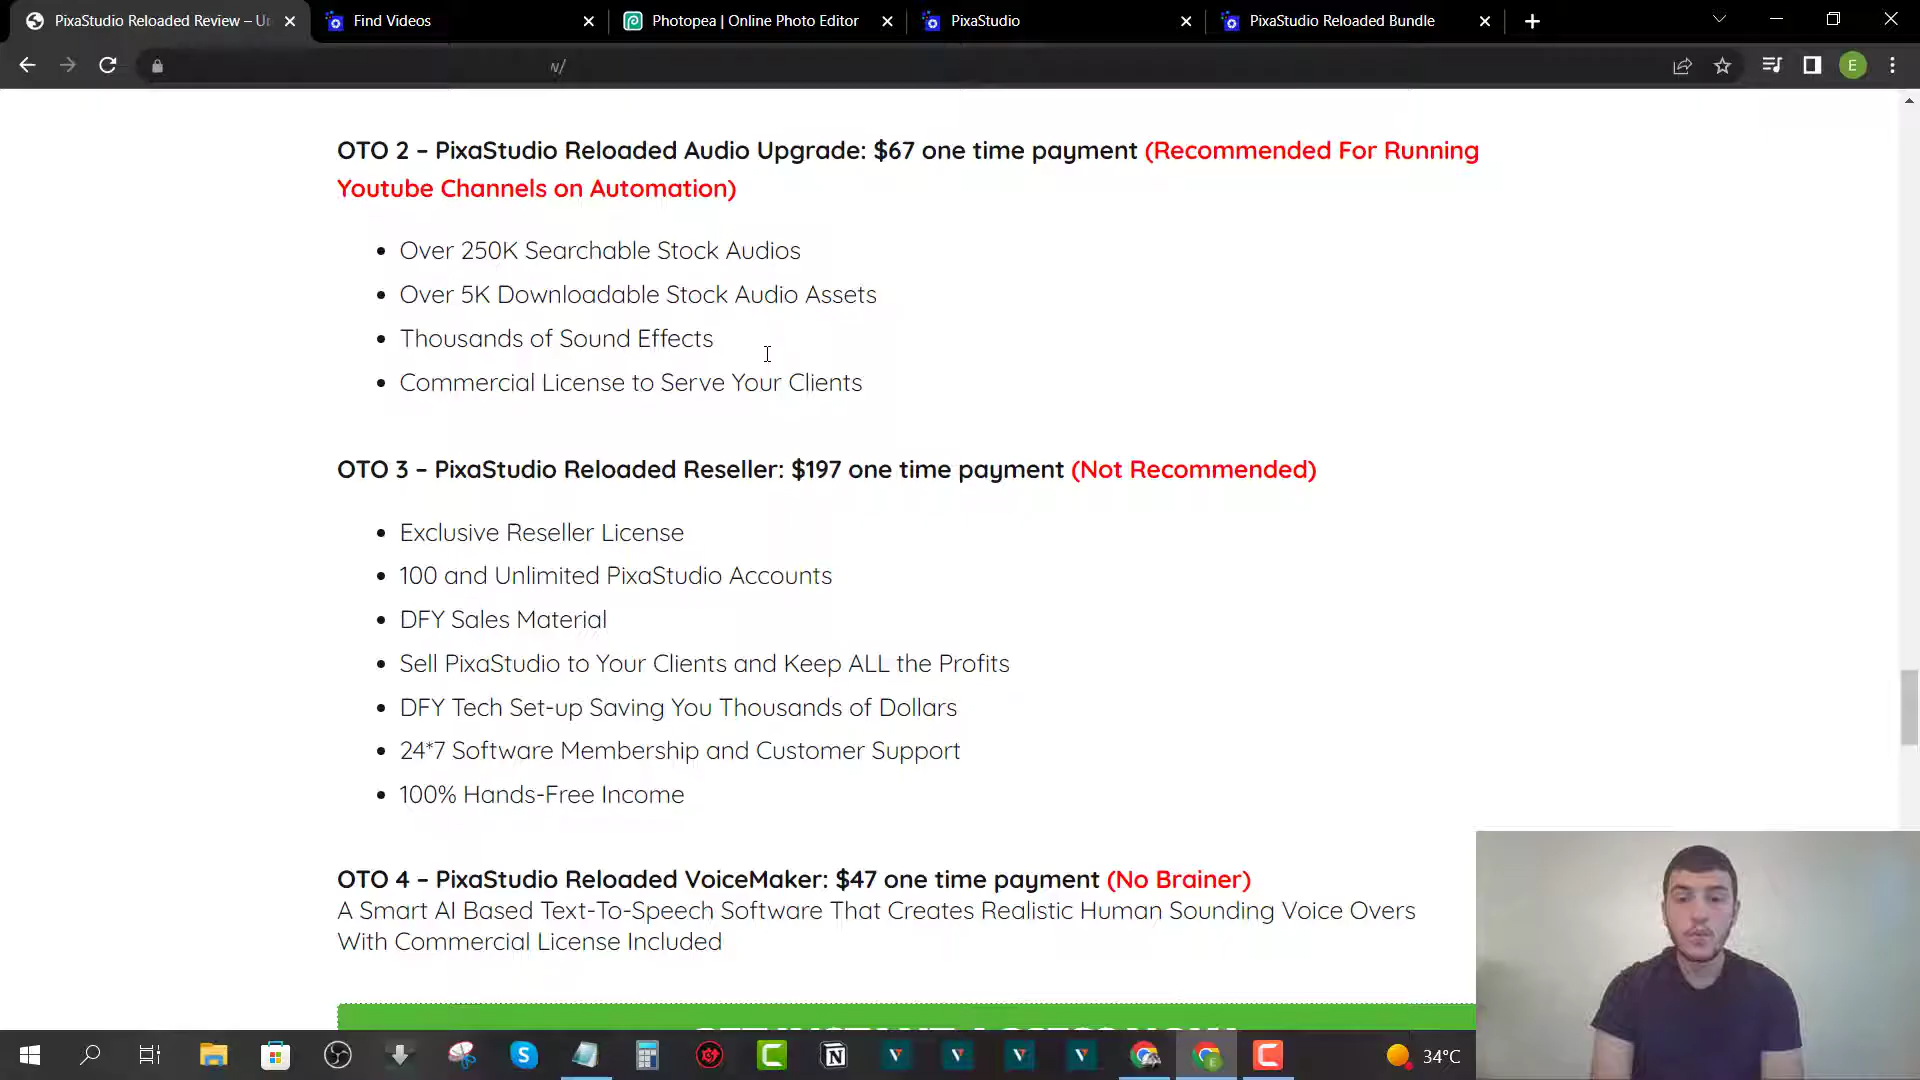 PixaStudio Reloaded Review – Un
Find Videos
Photopea | Online Photo Editor
PixaStudio
PixaStudio Reloaded Bundle
w/
E
OTO 2 – PixaStudio Reloaded Audio Upgrade: $67 one time payment (Recommended For Running
Youtube Channels on Automation)
Over 250K Searchable Stock Audios
Over 5K Downloadable Stock Audio Assets
Thousands of Sound Effects
Commercial License to Serve Your Clients
OTO 3 – PixaStudio Reloaded Reseller: $197 one time payment (Not Recommended)
Exclusive Reseller License
100 and Unlimited PixaStudio Accounts
DFY Sales Material
Sell PixaStudio to Your Clients and Keep ALL the Profits
DFY Tech Set-up Saving You Thousands of Dollars
24*7 Software Membership and Customer Support
100% Hands-Free Income
OTO 4 – PixaStudio Reloaded VoiceMaker: $47 one time payment (No Brainer)
A Smart AI Based Text-To-Speech Software That Creates Realistic Human Sounding Voice Overs
With Commercial License Included
GET INSTANT ACCESS NOW!
34°C